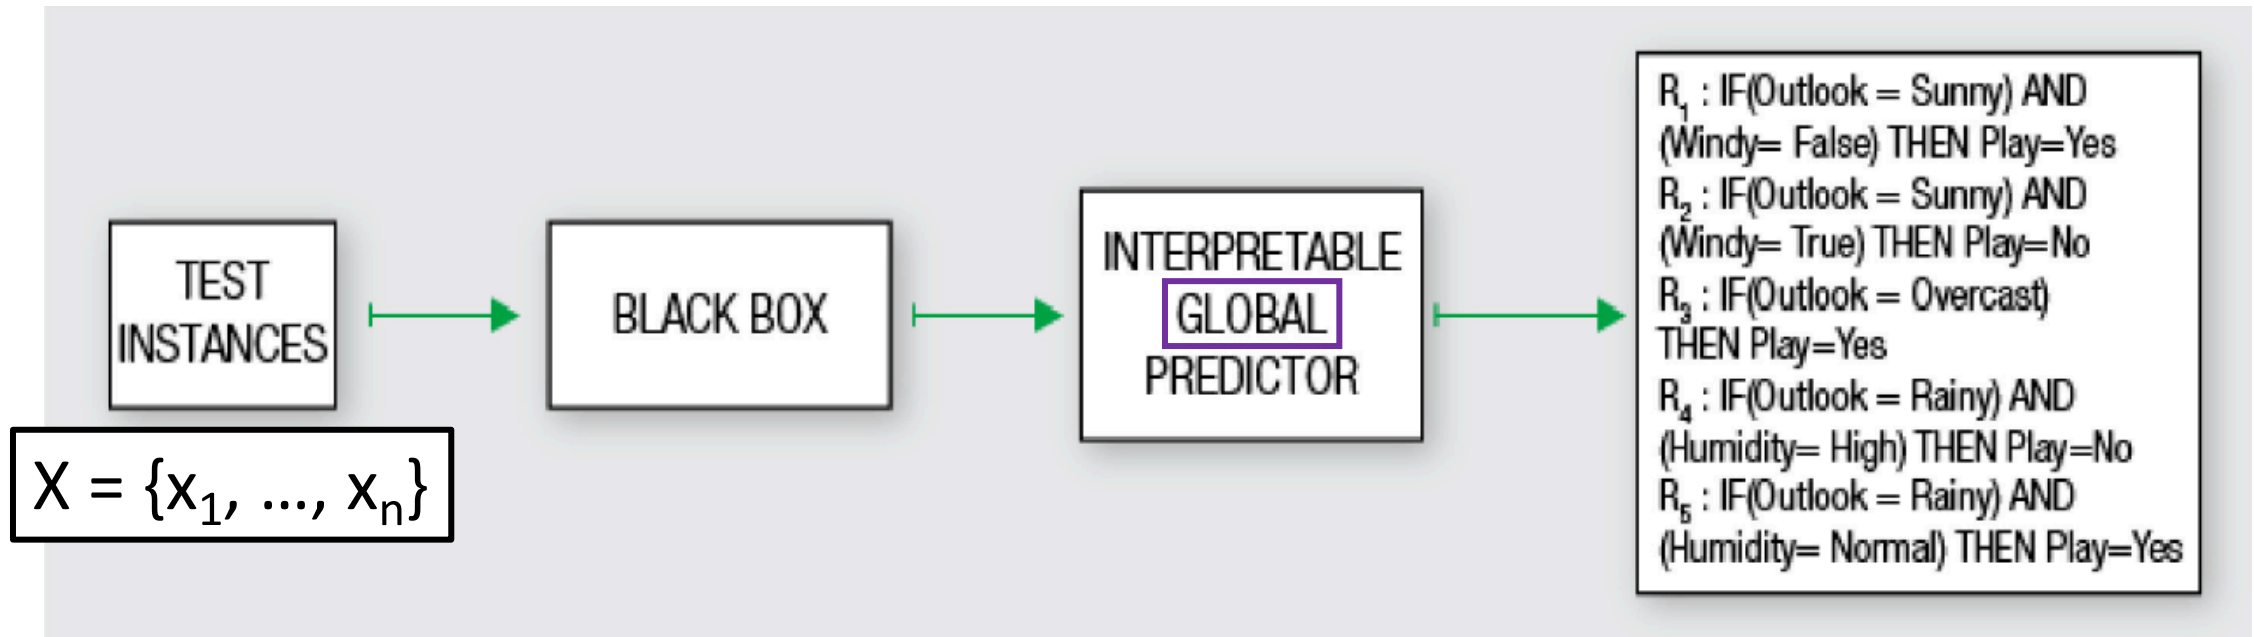 TEST
INSTANCES
X = {x₁, ..., xₙ}
BLACK BOX
INTERPRETABLE
GLOBAL
PREDICTOR
R₁ : IF(Outlook = Sunny) AND
(Windy= False) THEN Play=Yes
R₂ : IF(Outlook = Sunny) AND
(Windy= True) THEN Play=No
R₃ : IF(Outlook = Overcast)
THEN Play=Yes
R₄ : IF(Outlook = Rainy) AND
(Humidity= High) THEN Play=No
R₅ : IF(Outlook = Rainy) AND
(Humidity= Normal) THEN Play=Yes